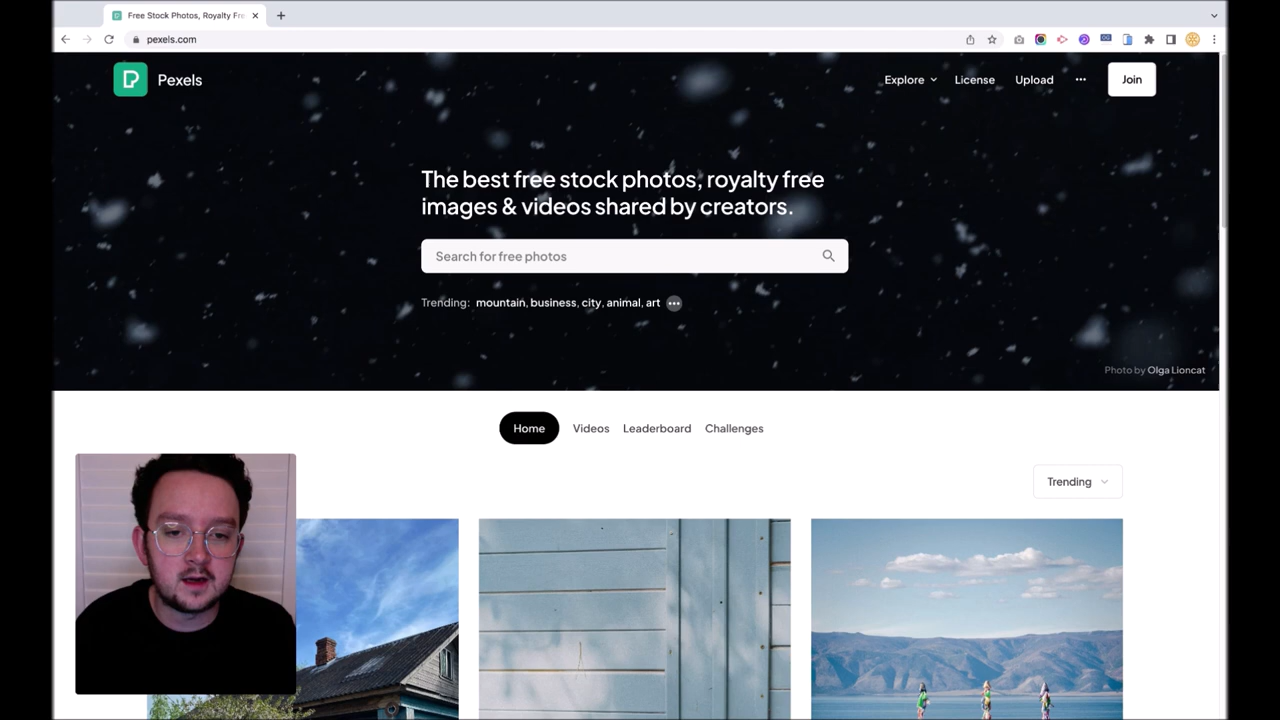 Free Stock Photos, Royalty Fre
pexels.com
Pexels
Explore
License
Upload
Join
The best free stock photos, royalty free
images & videos shared by creators.
Search for free photos
Trending: mountain, business, city, animal, art
Photo by Olga Lioncat
Home
Videos
Leaderboard
Challenges
Trending